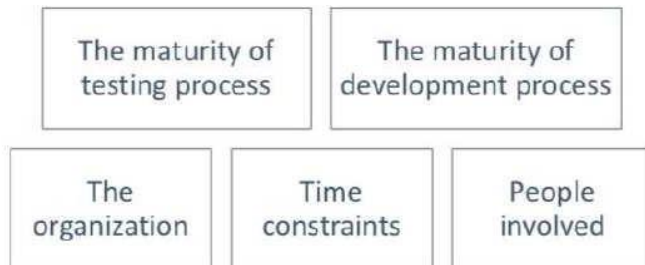 The maturity of
testing process
The maturity of
development process
The
organization
Time
constraints
People
involved